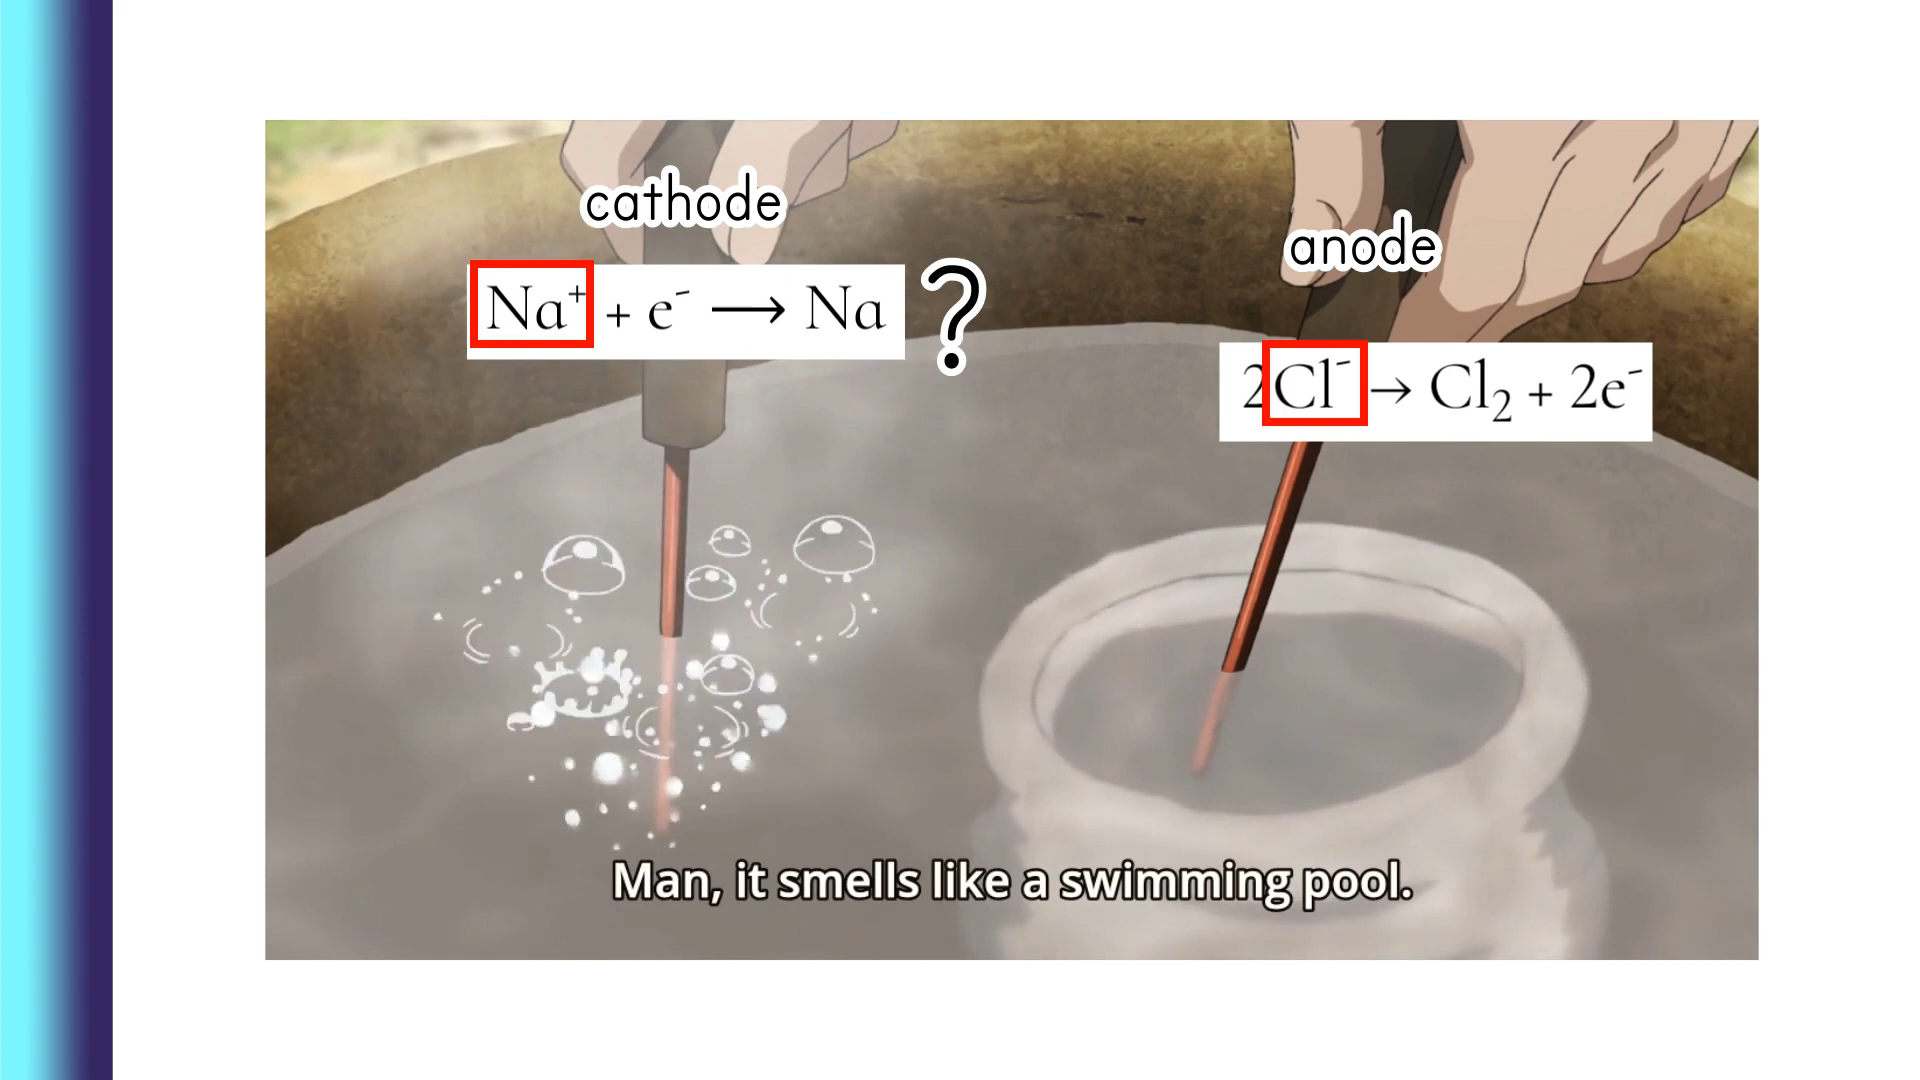 cathode
anode
Na⁺ + e⁻ ⟶ Na
?
2Cl⁻ → Cl₂ + 2e⁻
Man, it smells like a swimming pool.